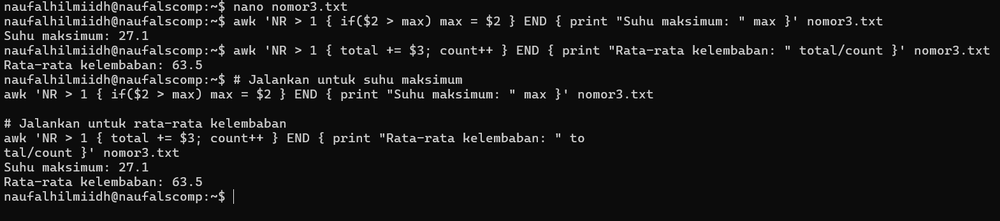 naufalhilmiidh@naufalscomp:~$ nano nomor3.txt
naufalhilmiidh@naufalscomp:~$ awk 'NR > 1 { if($2 > max) max = $2 } END { print "Suhu maksimum: " max }' nomor3.txt
Suhu maksimum: 27.1
naufalhilmiidh@naufalscomp:~$ awk 'NR > 1 { total += $3; count++ } END { print "Rata-rata kelembaban: " total/count }' nomor3.txt
Rata-rata kelembaban: 63.5
naufalhilmiidh@naufalscomp:~$ # Jalankan untuk suhu maksimum
awk 'NR > 1 { if($2 > max) max = $2 } END { print "Suhu maksimum: " max }' nomor3.txt
# Jalankan untuk rata-rata kelembaban
awk 'NR > 1 { total += $3; count++ } END { print "Rata-rata kelembaban: " to
tal/count }' nomor3.txt
Suhu maksimum: 27.1
Rata-rata kelembaban: 63.5
naufalhilmiidh@naufalscomp:~$